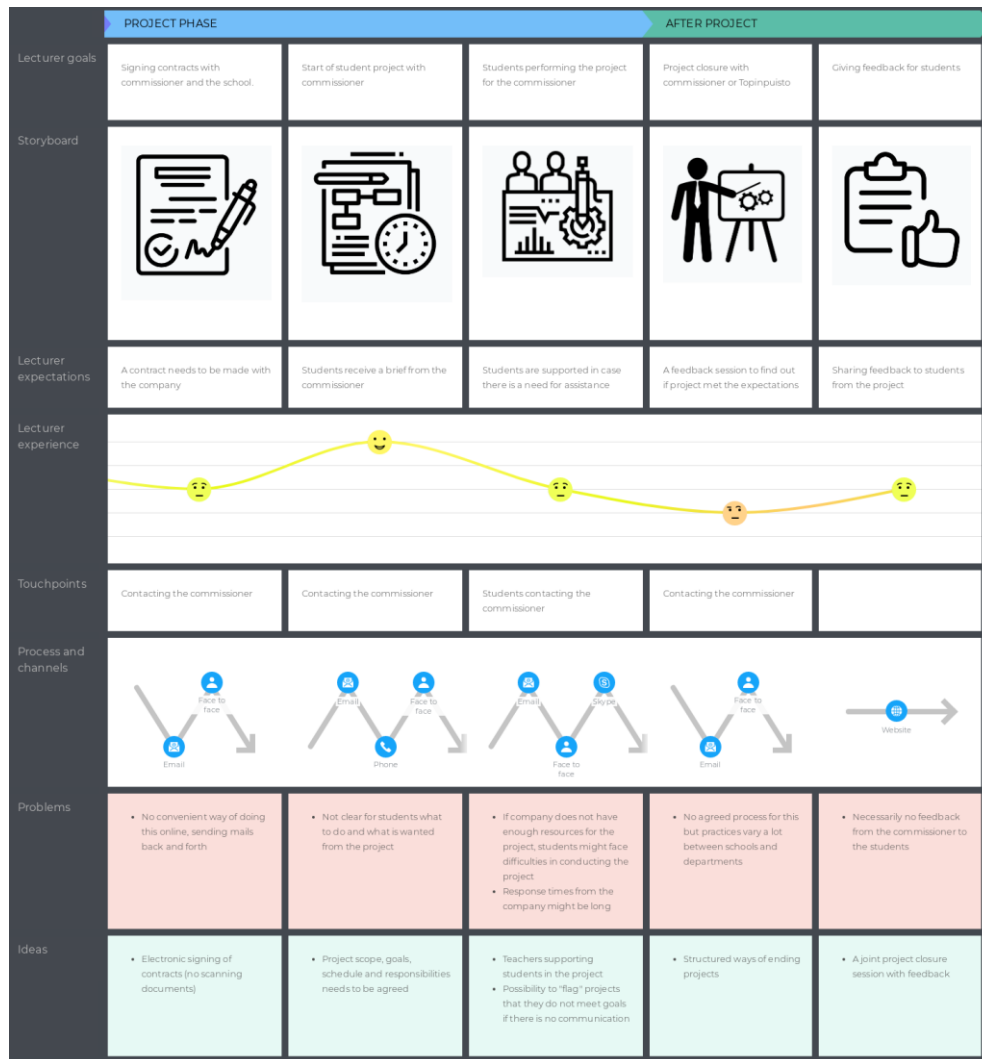 PROJECT PHASE
AFTER PROJECT
Lecturer goals
Signing contracts with
commissioner and the school.
Start of student project with
commissioner
Students performing the project
for the commissioner
Project closure with
commissioner or Topinpuisto
Giving feedback for students
Storyboard
Lecturer
expectations
A contract needs to be made with
the company
Students receive a brief from the
commissioner
Students are supported in case
there is a need for assistance
A feedback session to find out
if project met the expectations
Sharing feedback to students
from the project
Lecturer
experience
Touchpoints
Contacting the commissioner
Contacting the commissioner
Students contacting the
commissioner
Contacting the commissioner
Process and
channels
Email
Face to
face
Email
Phone
Face to
face
Email
Face to
face
Skype
Email
Face to
face
Website
Problems
• No convenient way of doing
this online, sending mails
back and forth
• Not clear for students what
to do and what is wanted
from the project
• If company does not have
enough resources for the
project, students might face
difficulties in conducting the
project
• Response times from the
company might be long
• No agreed process for this
but practices vary a lot
between schools and
departments
• Necessarily no feedback
from the commissioner to
the students
Ideas
• Electronic signing of
contracts (no scanning
documents)
• Project scope, goals,
schedule and responsibilities
needs to be agreed
• Teachers supporting
students in the project
• Possibility to "flag" projects
that they do not meet goals
if there is no communication
• Structured ways of ending
projects
• A joint project closure
session with feedback